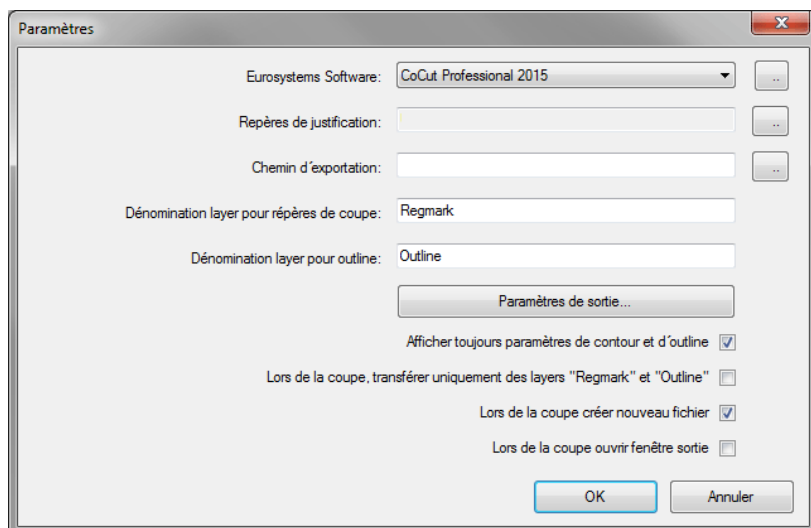 Paramètres
Eurosystems Software: CoCut Professional 2015 ..
Repères de justification: ..
Chemin d´exportation: ..
Dénomination layer pour répères de coupe: Regmark
Dénomination layer pour outline: Outline
Paramètres de sortie...
Afficher toujours paramètres de contour et d´outline
Lors de la coupe, transférer uniquement des layers "Regmark" et "Outline"
Lors de la coupe créer nouveau fichier
Lors de la coupe ouvrir fenêtre sortie
OK Annuler